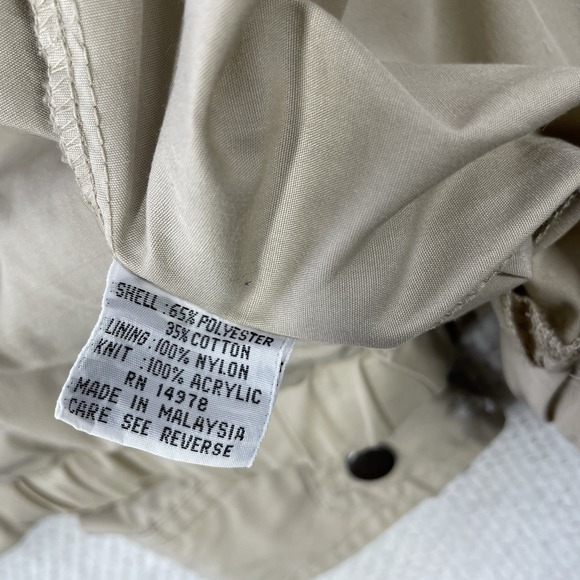 SHELL :65% POLYESTER
35% COTTON
LINING:100% NYLON
KNIT :100% ACRYLIC
RN 14978
MADE IN MALAYSIA
CARE SEE REVERSE